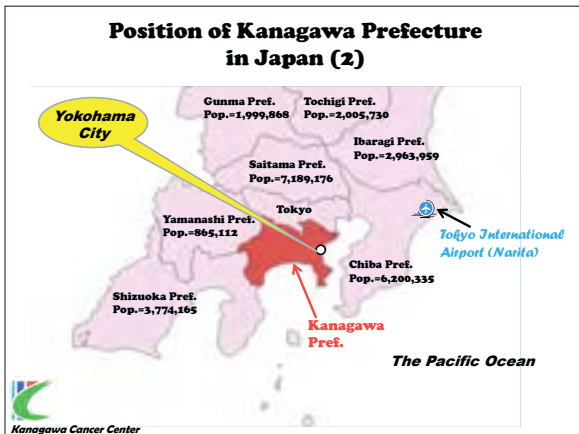 Position of Kanagawa Prefecture
in Japan (2)
Gunma Pref.
Pop.=1,999,868
Tochigi Pref.
Pop.=2,005,730
Yokohama
City
Ibaragi Pref.
Pop.=2,963,959
Saitama Pref.
Pop.=7,189,176
Tokyo
Yamanashi Pref.
Pop.=865,112
Tokyo International
Airport (Narita)
Chiba Pref.
Pop.=6,200,335
Shizuoka Pref.
Pop.=3,774,165
Kanagawa
Pref.
The Pacific Ocean
Kanagawa Cancer Center